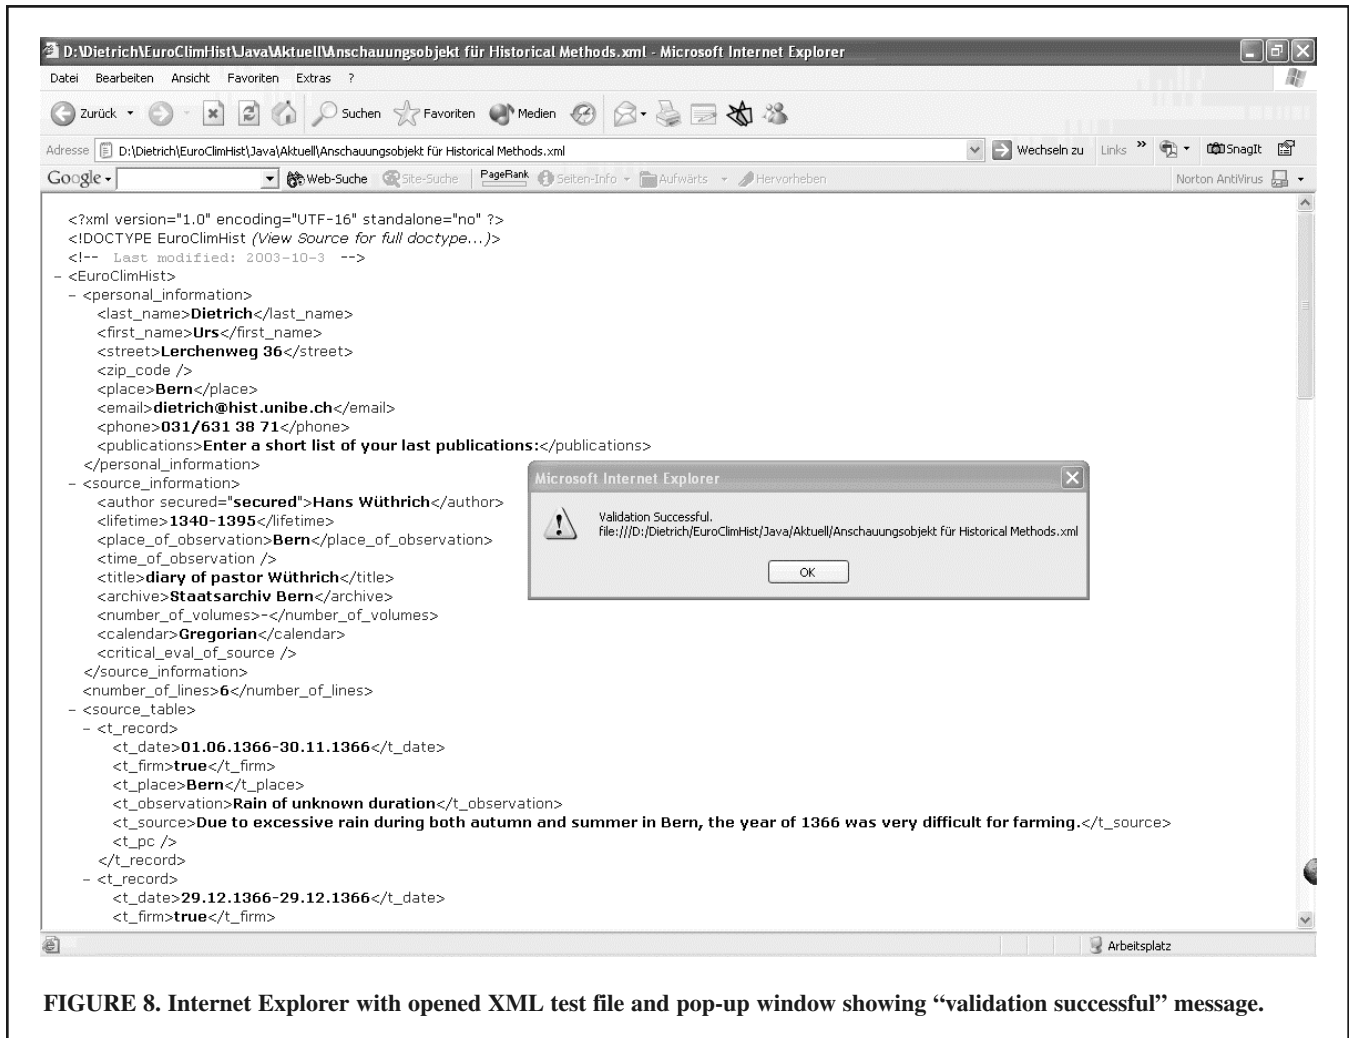 D:\Dietrich\EuroClimHist\Java\Aktuell\Anschauungsobjekt für Historical Methods.xml - Microsoft Internet Explorer
Datei Bearbeiten Ansicht Favoriten Extras ?
Zurück Suchen Favoriten Medien
Adresse D:\Dietrich\EuroClimHist\Java\Aktuell\Anschauungsobjekt für Historical Methods.xml Wechseln zu Links » SnagIt
Google Web-Suche Site-Suche PageRank Seiten-Info Aufwärts Hervorheben Norton AntiVirus
<?xml version="1.0" encoding="UTF-16" standalone="no" ?>
<!DOCTYPE EuroClimHist (View Source for full doctype...)>
<!-- Last modified: 2003-10-3 -->
- <EuroClimHist>
- <personal_information>
<last_name>Dietrich</last_name>
<first_name>Urs</first_name>
<street>Lerchenweg 36</street>
<zip_code />
<place>Bern</place>
<email>dietrich@hist.unibe.ch</email>
<phone>031/631 38 71</phone>
<publications>Enter a short list of your last publications:</publications>
</personal_information>
- <source_information>
<author secured="secured">Hans Wüthrich</author>
<lifetime>1340-1395</lifetime>
<place_of_observation>Bern</place_of_observation>
<time_of_observation />
<title>diary of pastor Wüthrich</title>
<archive>Staatsarchiv Bern</archive>
<number_of_volumes>-</number_of_volumes>
<calendar>Gregorian</calendar>
<critical_eval_of_source />
</source_information>
<number_of_lines>6</number_of_lines>
- <source_table>
- <t_record>
<t_date>01.06.1366-30.11.1366</t_date>
<t_firm>true</t_firm>
<t_place>Bern</t_place>
<t_observation>Rain of unknown duration</t_observation>
<t_source>Due to excessive rain during both autumn and summer in Bern, the year of 1366 was very difficult for farming.</t_source>
<t_pc />
</t_record>
- <t_record>
<t_date>29.12.1366-29.12.1366</t_date>
<t_firm>true</t_firm>
Microsoft Internet Explorer
Validation Successful.
file:///D:/Dietrich/EuroClimHist/Java/Aktuell/Anschauungsobjekt für Historical Methods.xml
OK
Arbeitsplatz
FIGURE 8. Internet Explorer with opened XML test file and pop-up window showing “validation successful” message.